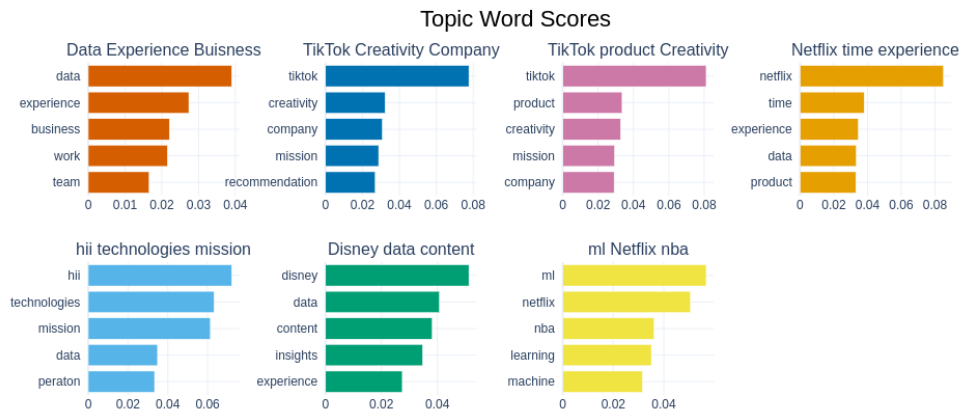 Topic Word Scores
Data Experience Buisness
TikTok Creativity Company
TikTok product Creativity
Netflix time experience
data
experience
business
work
team
0 0.01 0.02 0.03 0.04
tiktok
creativity
company
mission
recommendation
0 0.02 0.04 0.06 0.08
tiktok
product
creativity
mission
company
0 0.02 0.04 0.06 0.08
netflix
time
experience
data
product
0 0.02 0.04 0.06 0.08
hii technologies mission
Disney data content
ml Netflix nba
hii
technologies
mission
data
peraton
0 0.02 0.04 0.06
disney
data
content
insights
experience
0 0.02 0.04
ml
netflix
nba
learning
machine
0 0.02 0.04